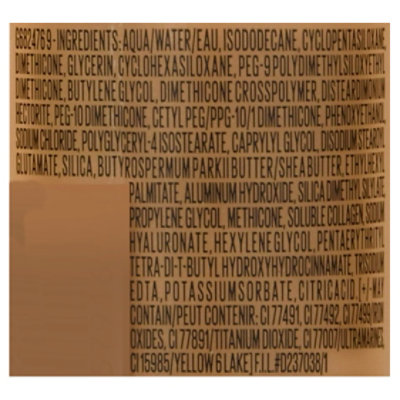 G6824769 - INGREDIENTS: AQUA/WATER/EAU, ISODODECANE, CYCLOPENTASILOXANE,
DIMETHICONE, GLYCERIN, CYCLOHEXASILOXANE, PEG-9 POLYDIMETHYLSILOXYETHYL
DIMETHICONE, BUTYLENE GLYCOL, DIMETHICONE CROSSPOLYMER, DISTEARDIMONIUM
HECTORITE, PEG-10 DIMETHICONE, CETYL PEG/PPG-10/1 DIMETHICONE, PHENOXYETHANOL,
SODIUM CHLORIDE, POLYGLYCERYL-4 ISOSTEARATE, CAPRYLYL GLYCOL, DISODIUM STEAROYL
GLUTAMATE, SILICA, BUTYROSPERMUM PARKII BUTTER/SHEA BUTTER, ETHYLHEXYL
PALMITATE, ALUMINUM HYDROXIDE, SILICA DIMETHYL SILYLATE,
PROPYLENE GLYCOL, METHICONE, SOLUBLE COLLAGEN, SODIUM
HYALURONATE, HEXYLENE GLYCOL, PENTAERYTHRITYL
TETRA-DI-T-BUTYL HYDROXYHYDROCINNAMATE, TRISODIUM
EDTA, POTASSIUM SORBATE, CITRIC ACID, [+/- MAY
CONTAIN/PEUT CONTENIR: CI 77491, CI 77492, CI 77499/IRON
OXIDES, CI 77891/TITANIUM DIOXIDE, CI 77007/ULTRAMARINES,
CI 15985/YELLOW 6 LAKE] F.I.L.#D237038/1